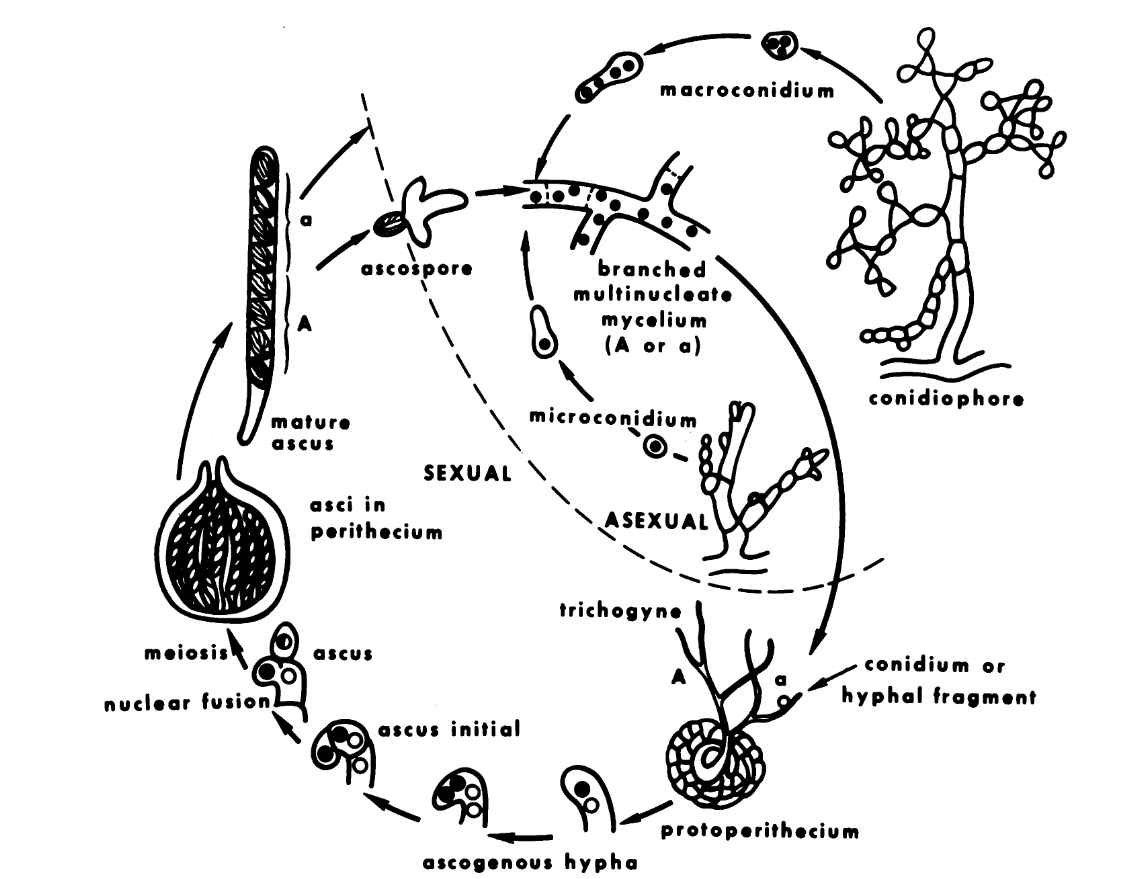 macroconidium
a
ascospore
branched
multinucleate
mycelium
(A or a)
A
conidiophore
mature
ascus
microconidium
SEXUAL
asci in
perithecium
ASEXUAL
trichogyne
meiosis
ascus
A
a
conidium or
hyphal fragment
nuclear fusion
ascus initial
protoperithecium
ascogenous hypha